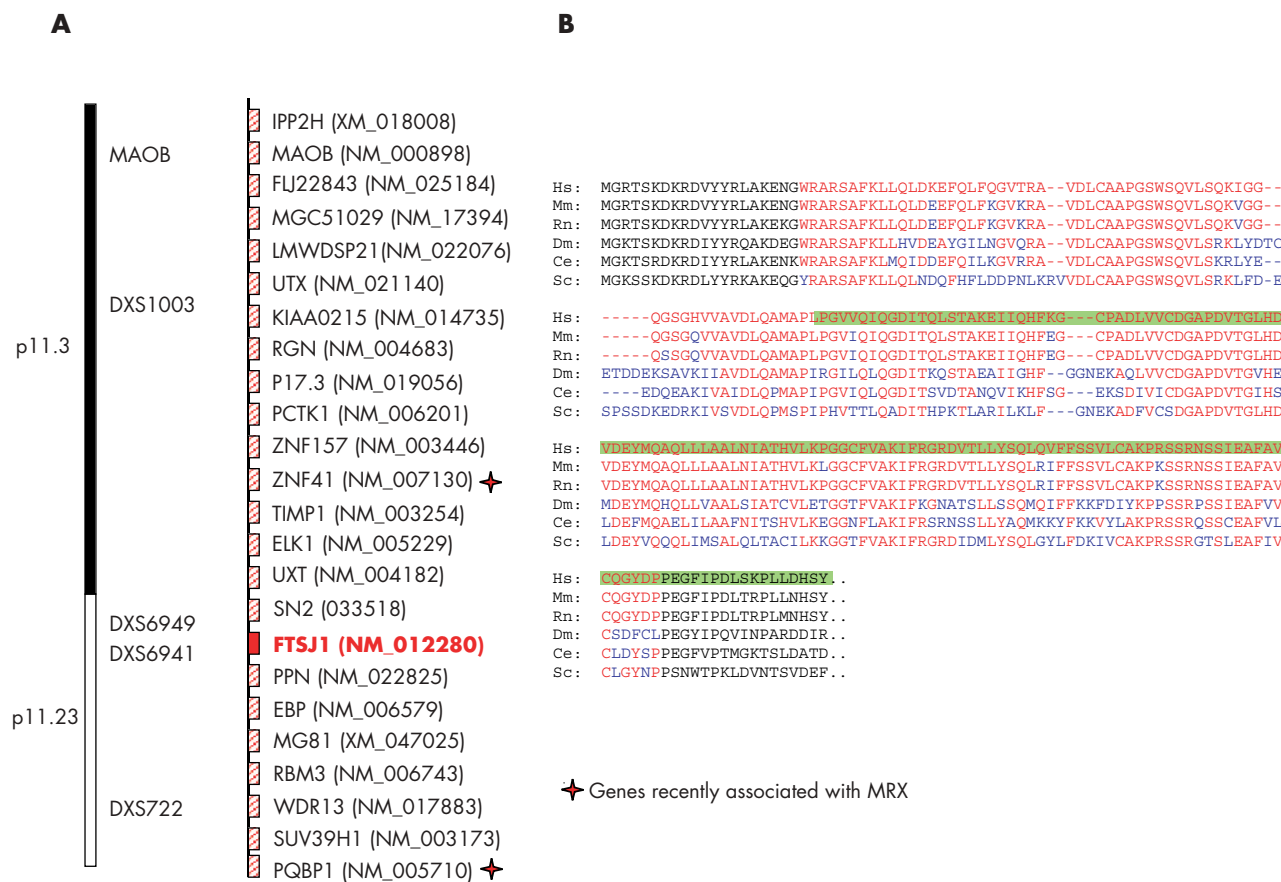 A
B
p11.3
p11.23
MAOB
DXS1003
DXS6949
DXS6941
DXS722
IPP2H (XM_018008)
MAOB (NM_000898)
FLJ22843 (NM_025184)
MGC51029 (NM_17394)
LMWDSP21(NM_022076)
UTX (NM_021140)
KIAA0215 (NM_014735)
RGN (NM_004683)
P17.3 (NM_019056)
PCTK1 (NM_006201)
ZNF157 (NM_003446)
ZNF41 (NM_007130)
TIMP1 (NM_003254)
ELK1 (NM_005229)
UXT (NM_004182)
SN2 (033518)
FTSJ1 (NM_012280)
PPN (NM_022825)
EBP (NM_006579)
MG81 (XM_047025)
RBM3 (NM_006743)
WDR13 (NM_017883)
SUV39H1 (NM_003173)
PQBP1 (NM_005710)
Hs: MGRTSKDKRDVYYRLAKENGWRARSAFKLLQLDKEFQLFQGVTRA--VDLCAAPGSWSQVLSQKIGG--
Mm: MGRTSKDKRDVYYRLAKENGWRARSAFKLLQLDEEFQLFKGVKRA--VDLCAAPGSWSQVLSQKVGG--
Rn: MGRTSKDKRDVYYRLAKEKGWRARSAFKLLQLDEEFQLFKGVKRA--VDLCAAPGSWSQVLSQKVGG--
Dm: MGKTSKDKRDIYYRQAKDEGWRARSAFKLLHVDEAYGILNGVQRA--VDLCAAPGSWSQVLSRKLYDTC
Ce: MGKTSKDKRDIYYRLAKENKWRARSAFKLMQIDDEFQILKGVRRA--VDLCAAPGSWSQVLSKRLYE--
Sc: MGKSSKDKRDLYYRKAKEQGYRARSAFKLLQLNDQFHFLDDPNLKRVVDLCAAPGSWSQVLSRKLFD-E
Hs: -----QGSGHVVAVDLQAMAPLPGVVQIQGDITQLSTAKEIIQHFKG---CPADLVVCDGAPDVTGLHD
Mm: -----QGSGQVVAVDLQAMAPLPGVIQIQGDITQLSTAKEIIQHFEG---CPADLVVCDGAPDVTGLHD
Rn: -----QSSGQVVAVDLQAMAPLPGVIQIQGDITQLSTAKEIIQHFEG---CPADLVVCDGAPDVTGLHD
Dm: ETDDEKSAVKIIAVDLQAMAPIRGILQLQGDITKQSTAEAIIGHF--GGNEKAQLVVCDGAPDVTGVHE
Ce: ----EDQEAKIVAIDLQPMAPIPGVIQLQGDITSVDTANQVIKHFSG---EKSDIVICDGAPDVTGIHS
Sc: SPSSDKEDRKIVSVDLQPMSPIPHVTTLQADITHPKTLARILKLF---GNEKADFVCSDGAPDVTGLHD
Hs: VDEYMQAQLLLAALNIATHVLKPGGCFVAKIFRGRDVTLLYSQLQVFFSSVLCAKPRSSRNSSIEAFAV
Mm: VDEYMQAQLLLAALNIATHVLKLGGCFVAKIFRGRDVTLLYSQLRIFFSSVLCAKPKSSRNSSIEAFAV
Rn: VDEYMQAQLLLAALNIATHVLKPGGCFVAKIFRGRDVTLLYSQLRIFFSSVLCAKPRSSRNSSIEAFAV
Dm: MDEYMQHQLLVAALSIATCVLETGGTFVAKIFKGNATSLLSSQMQIFFKKFDIYKPPSSRPSSIEAFVV
Ce: LDEFMQAELILAAFNITSHVLKEGGNFLAKIFRSRNSSLLYAQMKKYFKKVYLAKPRSSRQSSCEAFVL
Sc: LDEYVQQQLIMSALQLTACILKKGGTFVAKIFRGRDIDMLYSQLGYLFDKIVCAKPRSSRGTSLEAFIV
Hs: CQGYDPPEGFIPDLSKPLLDHSY..
Mm: CQGYDPPEGFIPDLTRPLLNHSY..
Rn: CQGYDPPEGFIPDLTRPLMNHSY..
Dm: CSDFCLPEGYIPQVINPARDDIR..
Ce: CLDYSPPEGFVPTMGKTSLDATD..
Sc: CLGYNPPSNWTPKLDVNTSVDEF..
Genes recently associated with MRX